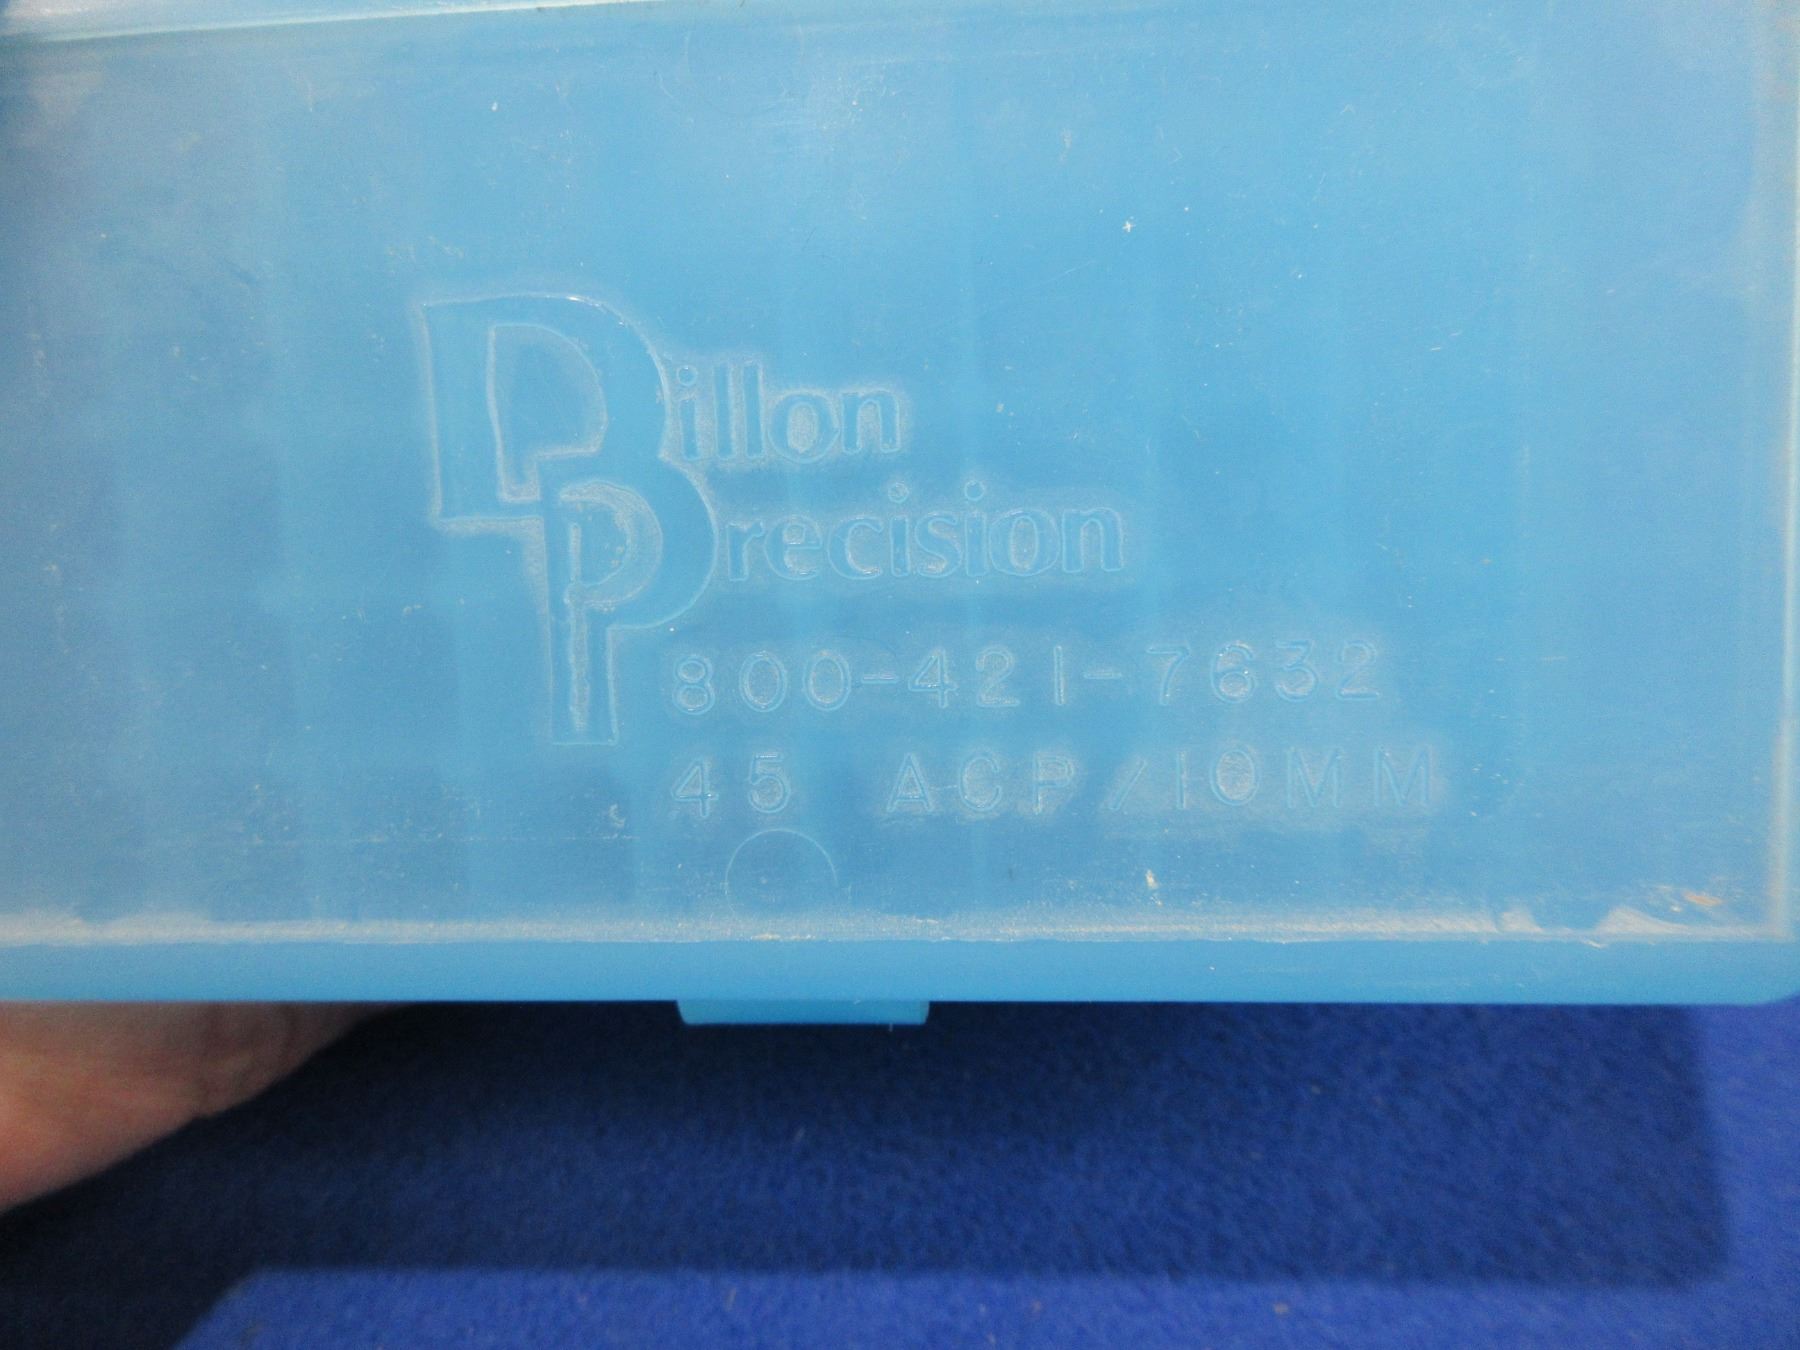 Dillon
Precision
800-421-7632
45 ACP/10MM